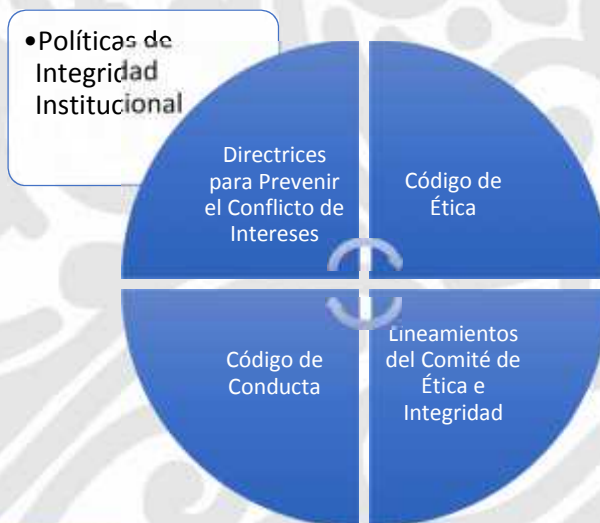 •Políticas de
Integridad
Institucional
Directrices
para Prevenir
el Conflicto de
Intereses
Código de
Ética
Código de
Conducta
Lineamientos
del Comité de
Ética e
Integridad